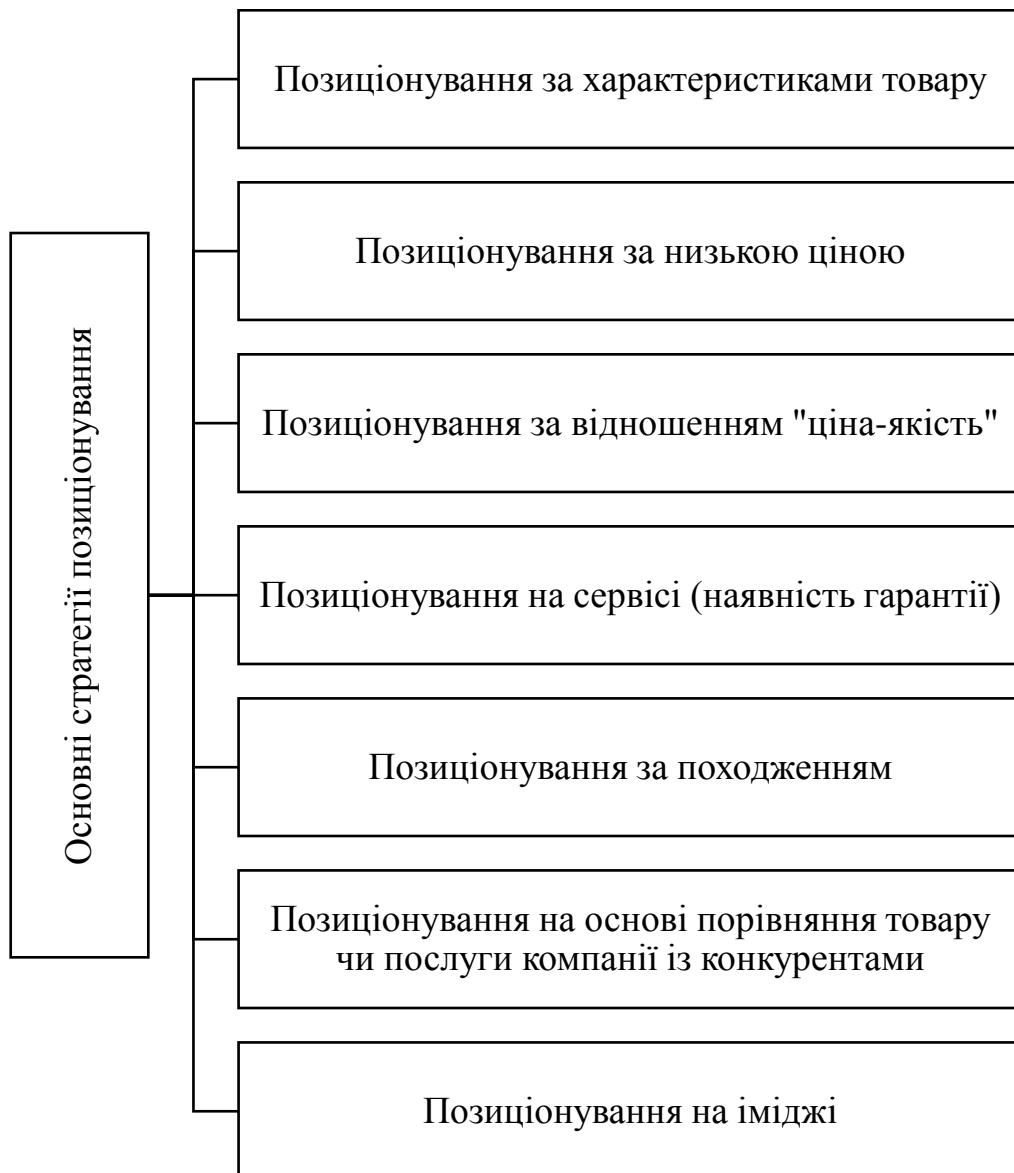 Основні стратегії позиціонування
Позиціонування за характеристиками товару
Позиціонування за низькою ціною
Позиціонування за відношенням "ціна-якість"
Позиціонування на сервісі (наявність гарантії)
Позиціонування за походженням
Позиціонування на основі порівняння товару
чи послуги компанії із конкурентами
Позиціонування на іміджі